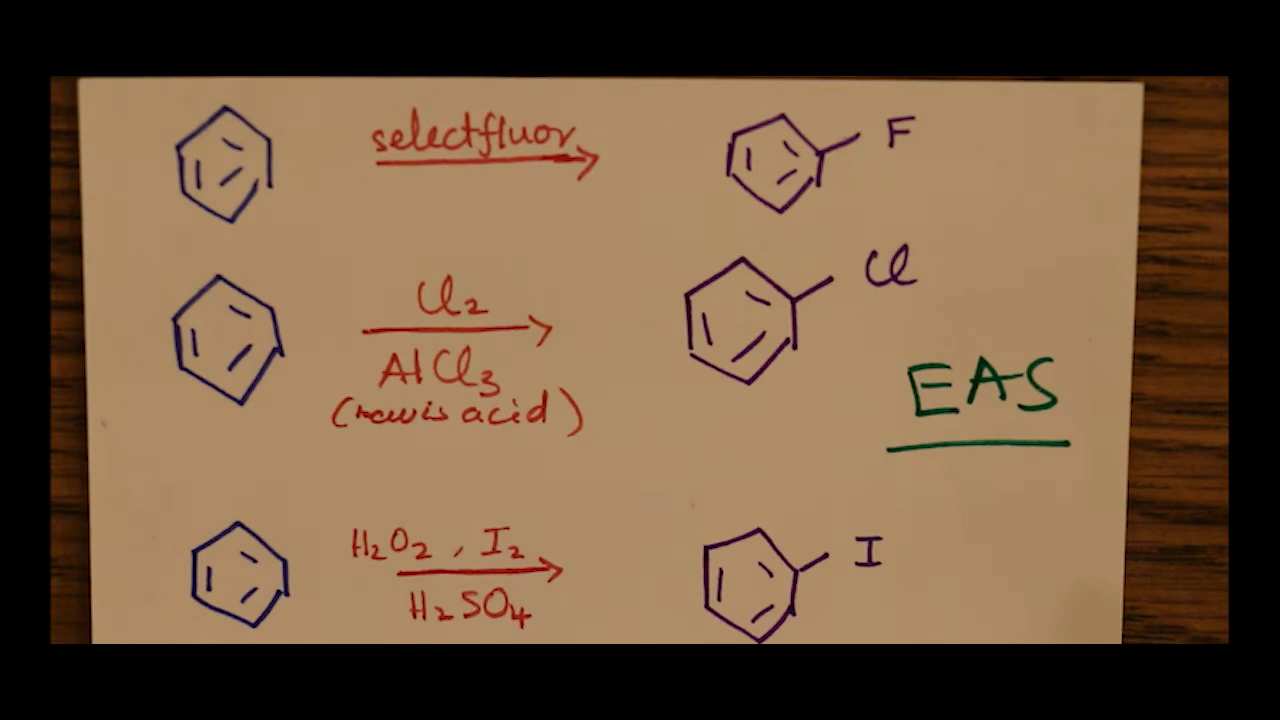 selectfluor
F
Cl2
Cl
AlCl3
(Lewis acid)
EAS
H2O2, I2
I
H2SO4